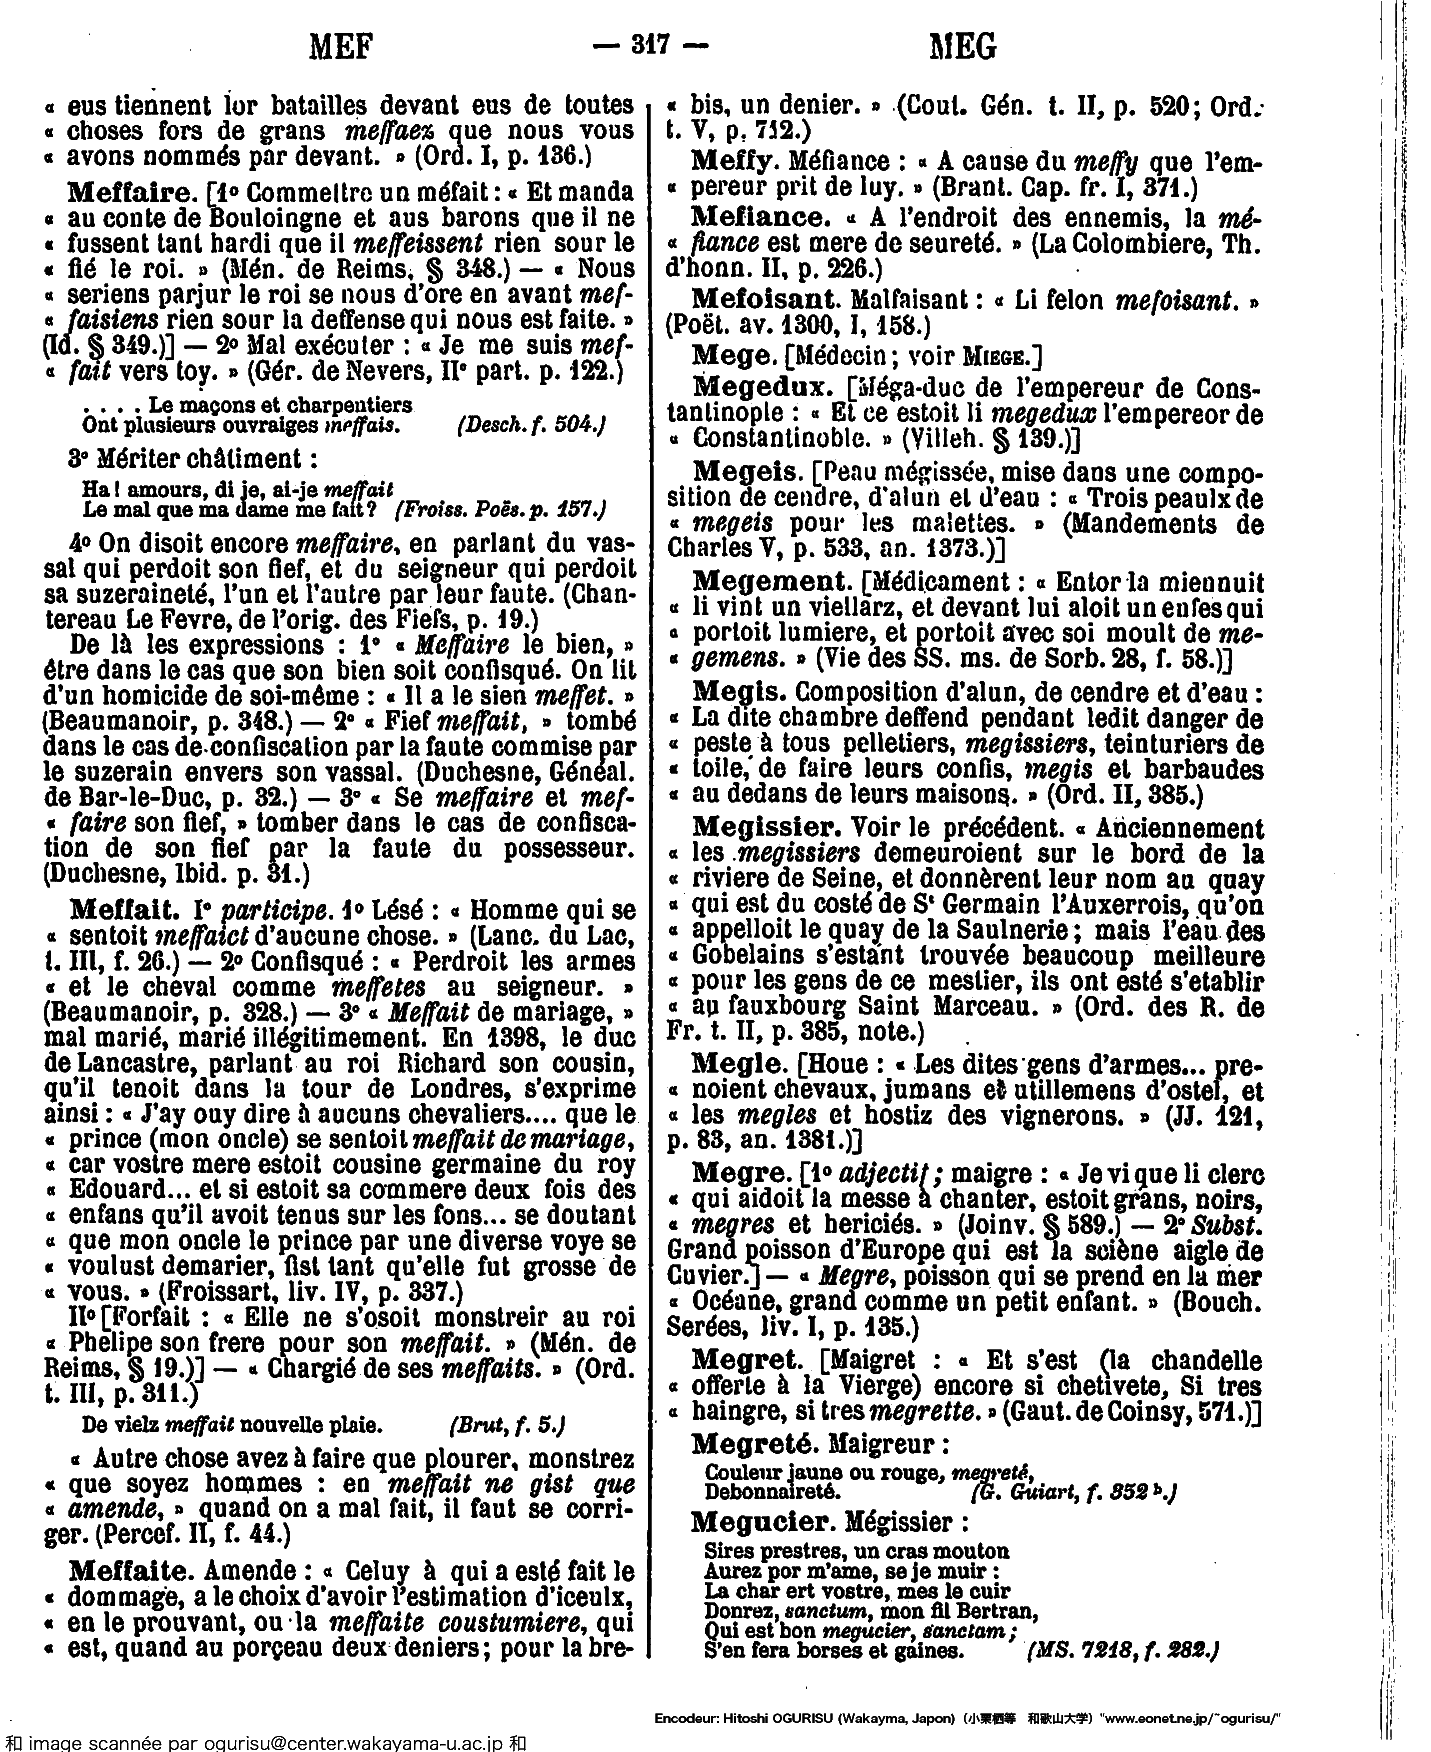 MEF — 317 — MEG
« eus tiennent lor batailles devant eus de toutes
« choses fors de grans meffaez que nous vous
« avons nommés par devant. » (Ord. I, p. 136.)
Meffaire. [1º Commettre un méfait : « Et manda
« au conte de Bouloingne et aus barons que il ne
« fussent tant hardi que il meffeissent rien sour le
« fié le roi. » (Mén. de Reims, § 348.) — « Nous
« seriens parjur le roi se nous d'ore en avant mef-
« faisiens rien sour la deffense qui nous est faite. »
(Id. § 349.)] — 2º Mal exécuter : « Je me suis mef-
« fait vers toy. » (Gér. de Nevers, IIe part. p. 122.)
. . . . Le maçons et charpentiers
Ont plusieurs ouvraiges meffais. (Desch. f. 504.)
3º Mériter châtiment :
Ha! amours, di je, ai-je meffait
Le mal que ma dame me fait? (Froiss. Poës. p. 157.)
4º On disoit encore meffaire, en parlant du vas-
sal qui perdoit son fief, et du seigneur qui perdoit
sa suzeraineté, l'un et l'autre par leur faute. (Chan-
tereau Le Fevre, de l'orig. des Fiefs, p. 19.)
De là les expressions : 1º « Meffaire le bien, »
être dans le cas que son bien soit confisqué. On lit
d'un homicide de soi-même : « Il a le sien meffet. »
(Beaumanoir, p. 348.) — 2º « Fief meffait, » tombé
dans le cas de confiscation par la faute commise par
le suzerain envers son vassal. (Duchesne, Généal.
de Bar-le-Duc, p. 32.) — 3º « Se meffaire et mef-
« faire son fief, » tomber dans le cas de confisca-
tion de son fief par la faute du possesseur.
(Duchesne, Ibid. p. 31.)
Meffait. Iº participe. 1º Lésé : « Homme qui se
« sentoit meffaict d'aucune chose. » (Lanc. du Lac,
t. III, f. 26.) — 2º Confisqué : « Perdroit les armes
« et le cheval comme meffetes au seigneur. »
(Beaumanoir, p. 328.) — 3º « Meffait de mariage, »
mal marié, marié illégitimement. En 1398, le duc
de Lancastre, parlant au roi Richard son cousin,
qu'il tenoit dans la tour de Londres, s'exprime
ainsi : « J'ay ouy dire à aucuns chevaliers.... que le
« prince (mon oncle) se sentoit meffait de mariage,
« car vostre mere estoit cousine germaine du roy
« Edouard... et si estoit sa commere deux fois des
« enfans qu'il avoit tenus sur les fons... se doutant
« que mon oncle le prince par une diverse voye se
« voulust demarier, fist tant qu'elle fut grosse de
« vous. » (Froissart, liv. IV, p. 337.)
IIº [Forfait : « Elle ne s'osoit monstreir au roi
« Phelipe son frere pour son meffait. » (Mén. de
Reims, § 19.)] — « Chargié de ses meffaits. » (Ord.
t. III, p. 311.)
De vielz meffait nouvelle plaie. (Brut, f. 5.)
« Autre chose avez à faire que plourer, monstrez
« que soyez hommes : en meffait ne gist que
« amende, » quand on a mal fait, il faut se corri-
ger. (Percef. II, f. 44.)
Meffaite. Amende : « Celuy à qui a esté fait le
« dommage, a le choix d'avoir l'estimation d'iceulx,
« en le prouvant, ou la meffaite coustumiere, qui
« est, quand au porçeau deux deniers ; pour la bre-
« bis, un denier. » (Cout. Gén. t. II, p. 520 ; Ord.
t. V, p. 712.)
Meffy. Méfiance : « A cause du meffy que l'em-
« pereur prit de luy. » (Brant. Cap. fr. I, 371.)
Mefiance. « A l'endroit des ennemis, la mé-
« fiance est mere de seureté. » (La Colombiere, Th.
d'honn. II, p. 226.)
Mefoisant. Malfaisant : « Li felon mefoisant. »
(Poët. av. 1300, I, 158.)
Mege. [Médecin ; voir MIEGE.]
Megedux. [Méga-duc de l'empereur de Cons-
tantinople : « Et ce estoit li megedux l'empereor de
« Constantinoble. » (Villeh. § 139.)]
Megeis. [Peau mégissée, mise dans une compo-
sition de cendre, d'alun et d'eau : « Trois peaulx de
« megeis pour les malettes. » (Mandements de
Charles V, p. 533, an. 1373.)]
Megement. [Médicament : « Entor la miennuit
« li vint un viellarz, et devant lui aloit un enfes qui
« portoit lumiere, et portoit avec soi moult de me-
« gemens. » (Vie des SS. ms. de Sorb. 28, f. 58.)]
Megis. Composition d'alun, de cendre et d'eau :
« La dite chambre deffend pendant ledit danger de
« peste à tous pelletiers, megissiers, teinturiers de
« toile, de faire leurs confis, megis et barbaudes
« au dedans de leurs maisons. » (Ord. II, 385.)
Megissier. Voir le précédent. « Anciennement
« les megissiers demeuroient sur le bord de la
« riviere de Seine, et donnèrent leur nom au quay
« qui est du costé de St Germain l'Auxerrois, qu'on
« appelloit le quay de la Saulnerie ; mais l'eau des
« Gobelains s'estant trouvée beaucoup meilleure
« pour les gens de ce mestier, ils ont esté s'etablir
« au fauxbourg Saint Marceau. » (Ord. des R. de
Fr. t. II, p. 385, note.)
Megle. [Houe : « Les dites gens d'armes... pre-
« noient chevaux, jumans et utillemens d'ostel, et
« les megles et hostiz des vignerons. » (JJ. 121,
p. 83, an. 1381.)]
Megre. [1º adjectif ; maigre : « Je vi que li clerc
« qui aidoit la messe à chanter, estoit grans, noirs,
« megres et hericiés. » (Joinv. § 589.) — 2º Subst.
Grand poisson d'Europe qui est la sciène aigle de
Cuvier.] — « Megre, poisson qui se prend en la mer
« Océane, grand comme un petit enfant. » (Bouch.
Serées, liv. I, p. 135.)
Megret. [Maigret : « Et s'est (la chandelle
« offerte à la Vierge) encore si chetivete, Si tres
« haingre, si tres megrette. » (Gaut. de Coinsy, 571.)]
Megreté. Maigreur :
Couleur jaune ou rouge, megreté,
Debonnaireté. (G. Guiart, f. 352 b.)
Megucier. Mégissier :
Sires prestres, un cras mouton
Aurez por m'ame, se je muir :
La char ert vostre, mes le cuir
Donrez, sanctum, mon fil Bertran,
Qui est bon megucier, sanctam ;
S'en fera borses et gaines. (MS. 7218, f. 282.)
Encodeur: Hitoshi OGURISU (Wakayma, Japon) (小栗栖等 和歌山大学) "www.eonet.ne.jp/~ogurisu/"
和 image scannée par ogurisu@center.wakayama-u.ac.jp 和